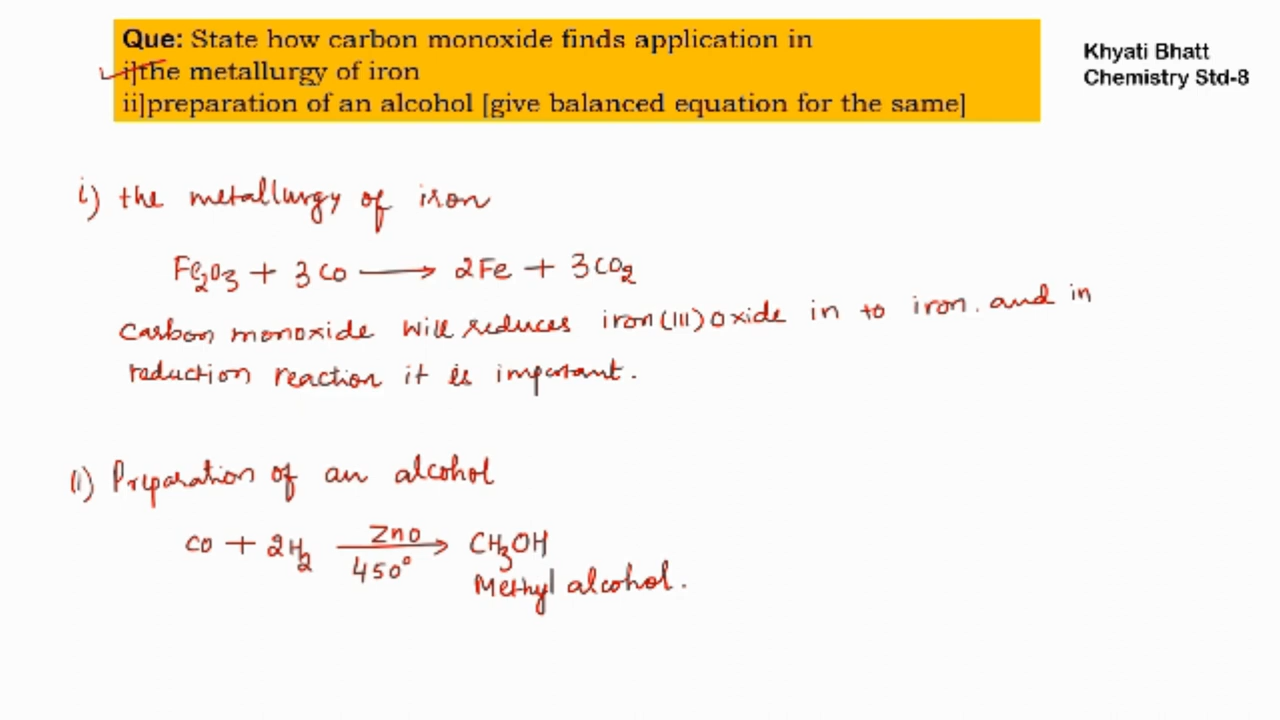 Que: State how carbon monoxide finds application in
i]the metallurgy of iron
ii]preparation of an alcohol [give balanced equation for the same]
Khyati Bhatt
Chemistry Std-8
i) the metallurgy of iron
Fe2O3 + 3CO ⟶ 2Fe + 3CO2
carbon monoxide will reduces iron(III)oxide in to iron. and in
reduction reaction it is important.
ii) Preparation of an alcohol
CO + 2H2 ⟶ CH3OH
ZnO
450°
Methyl alcohol.